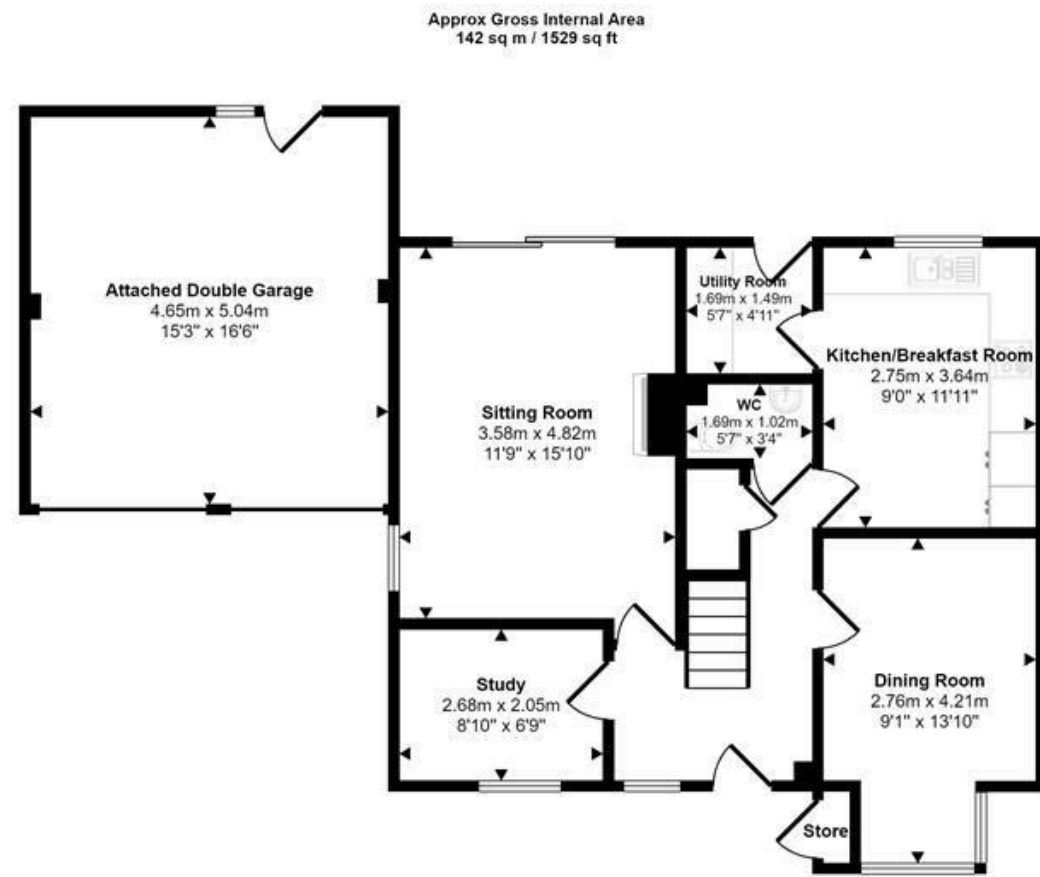 Approx Gross Internal Area
142 sq m / 1529 sq ft
Attached Double Garage
4.65m x 5.04m
15'3" x 16'6"
Utility Room
1.69m x 1.49m
5'7" x 4'11"
Kitchen/Breakfast Room
2.75m x 3.64m
9'0" x 11'11"
Sitting Room
3.58m x 4.82m
11'9" x 15'10"
WC
1.69m x 1.02m
5'7" x 3'4"
Study
2.68m x 2.05m
8'10" x 6'9"
Dining Room
2.76m x 4.21m
9'1" x 13'10"
Store